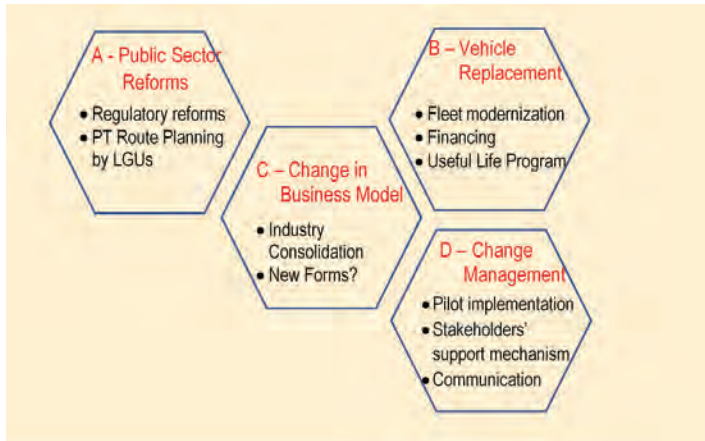 A - Public Sector
Reforms
● Regulatory reforms
● PT Route Planning
by LGUs
B – Vehicle
Replacement
● Fleet modernization
● Financing
● Useful Life Program
C – Change in
Business Model
● Industry
Consolidation
● New Forms?
D – Change
Management
● Pilot implementation
● Stakeholders'
support mechanism
● Communication